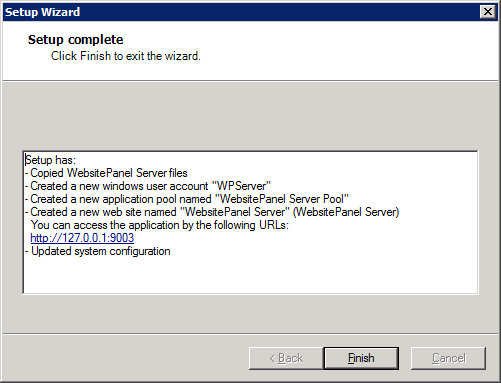 Setup Wizard
Setup complete
Click Finish to exit the wizard.
Setup has:
- Copied WebsitePanel Server files
- Created a new windows user account "WPServer"
- Created a new application pool named "WebsitePanel Server Pool"
- Created a new web site named "WebsitePanel Server" (WebsitePanel Server)
You can access the application by the following URLs:
http://127.0.0.1:9003
- Updated system configuration
< Back Finish Cancel